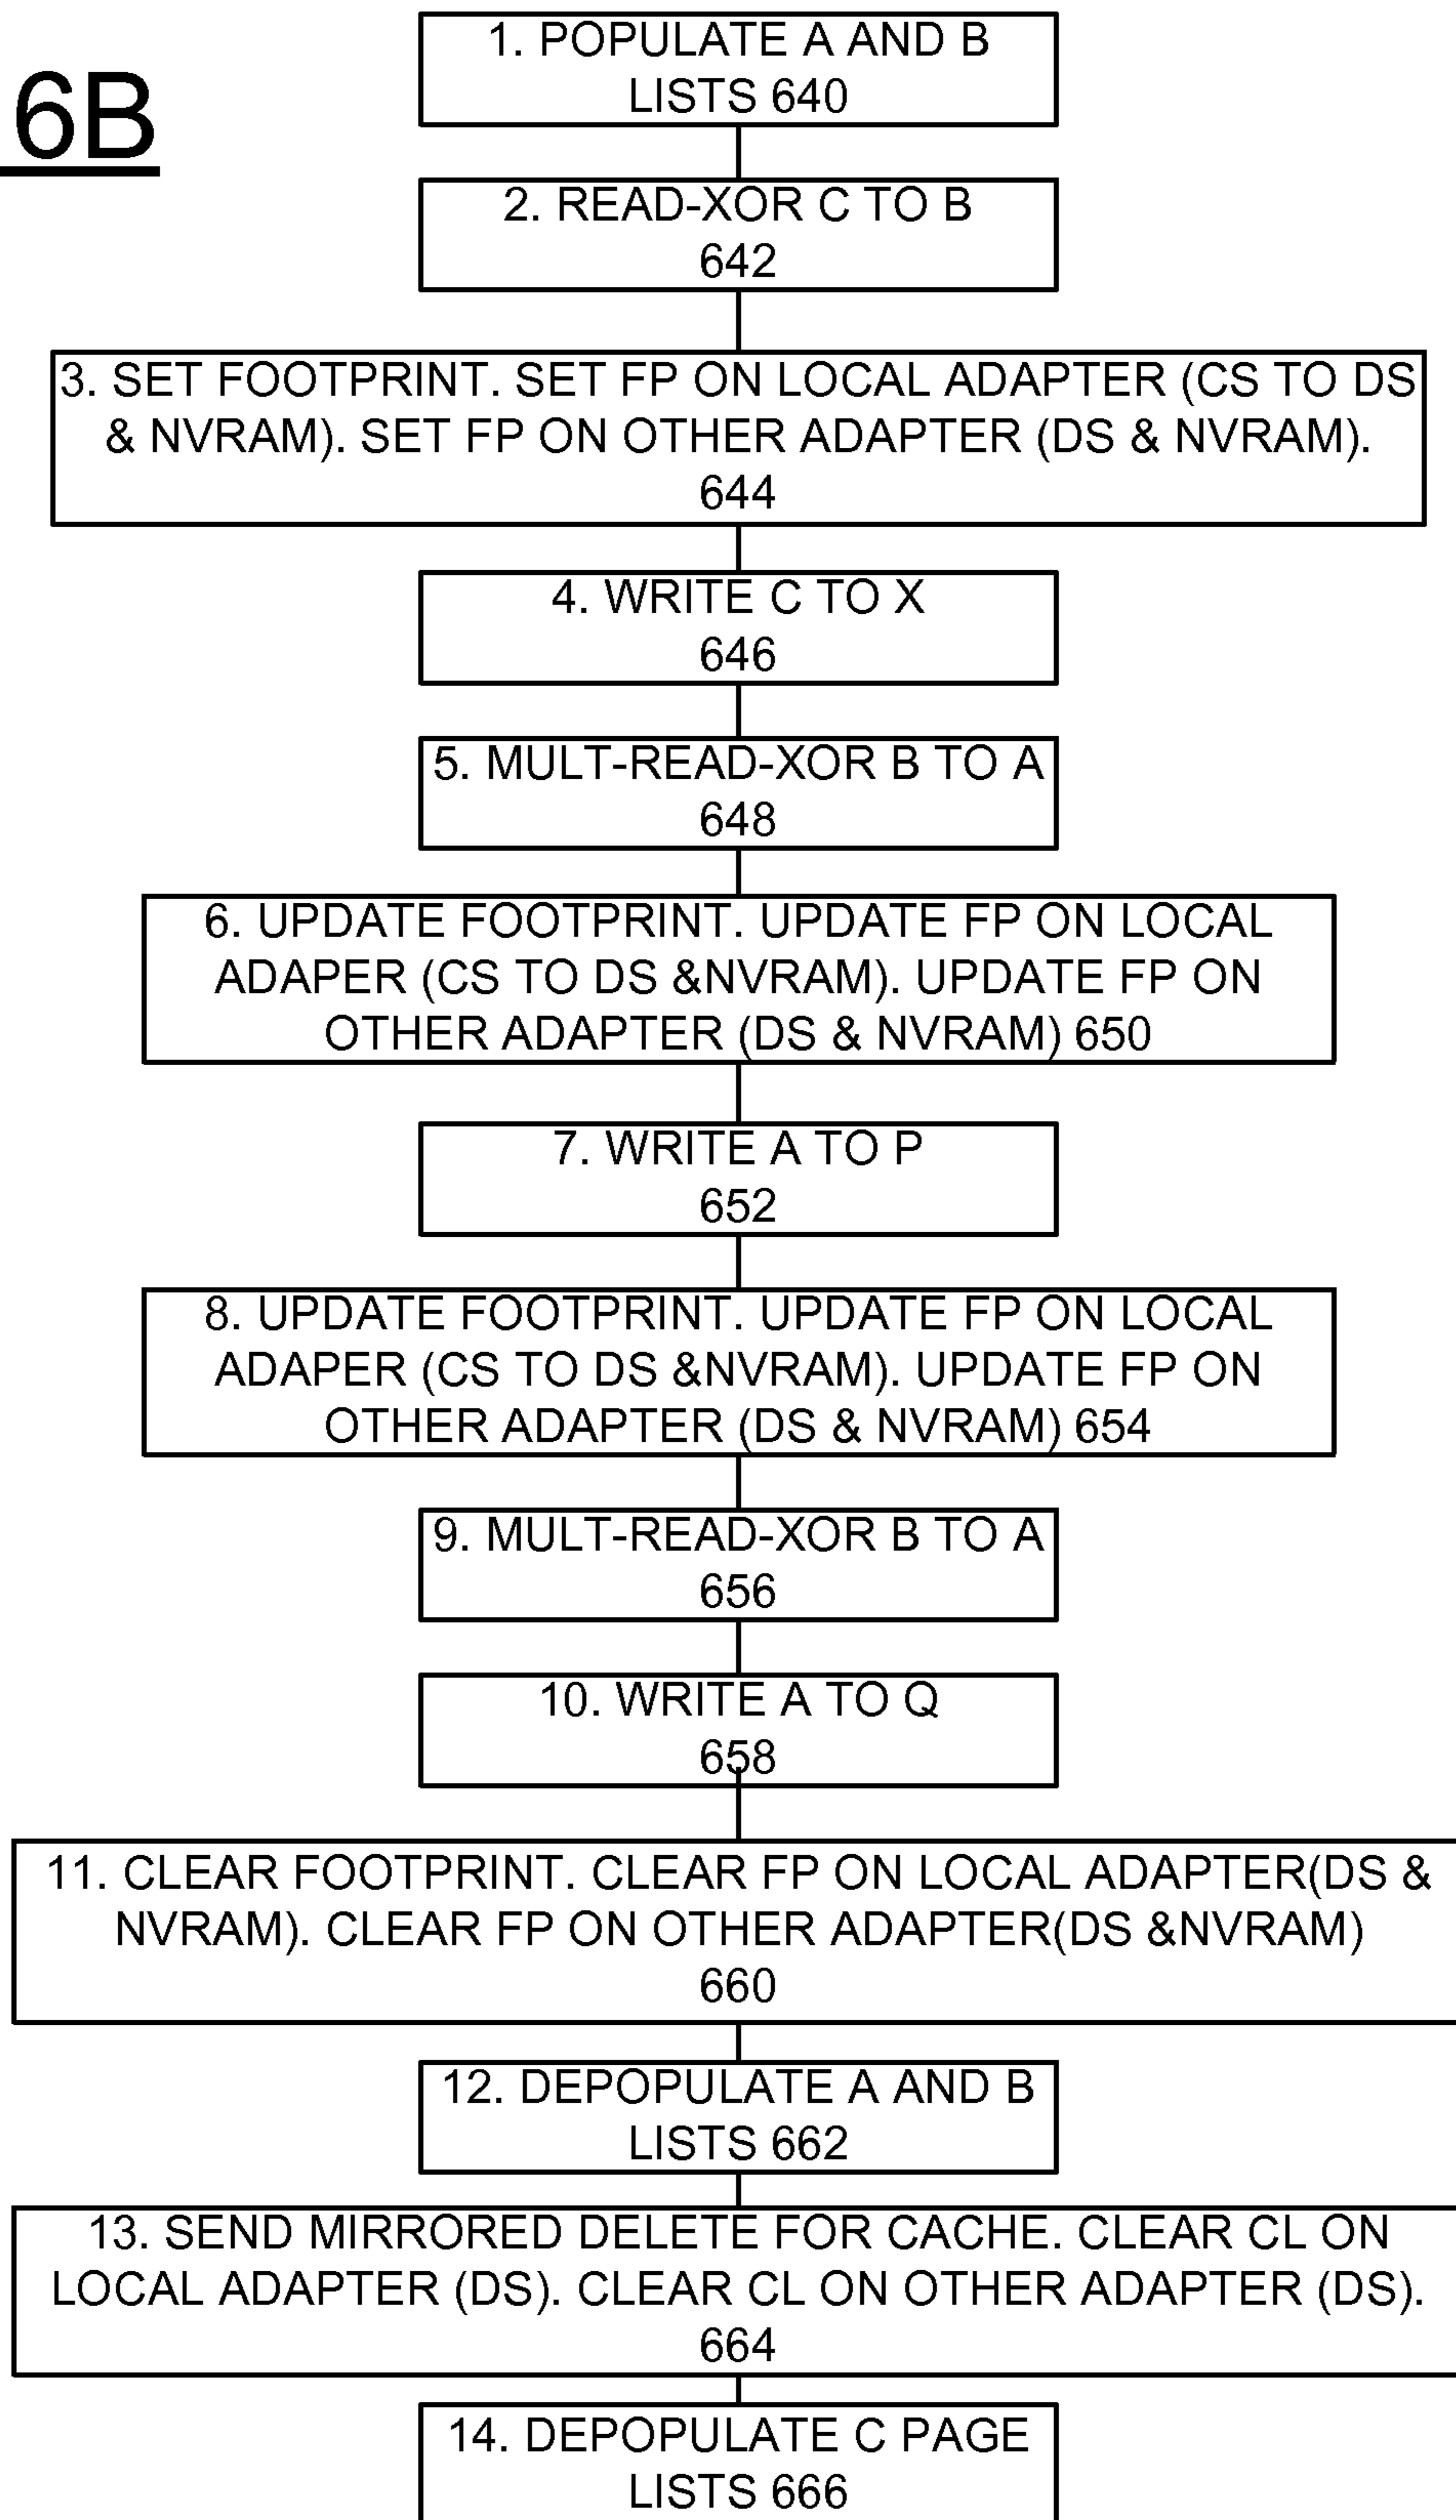 6B
1. POPULATE A AND B
LISTS 640
2. READ-XOR C TO B
642
3. SET FOOTPRINT. SET FP ON LOCAL ADAPTER (CS TO DS
& NVRAM). SET FP ON OTHER ADAPTER (DS & NVRAM).
644
4. WRITE C TO X
646
5. MULT-READ-XOR B TO A
648
6. UPDATE FOOTPRINT. UPDATE FP ON LOCAL
ADAPER (CS TO DS &NVRAM). UPDATE FP ON
OTHER ADAPTER (DS & NVRAM) 650
7. WRITE A TO P
652
8. UPDATE FOOTPRINT. UPDATE FP ON LOCAL
ADAPER (CS TO DS &NVRAM). UPDATE FP ON
OTHER ADAPTER (DS & NVRAM) 654
9. MULT-READ-XOR B TO A
656
10. WRITE A TO Q
658
11. CLEAR FOOTPRINT. CLEAR FP ON LOCAL ADAPTER(DS &
NVRAM). CLEAR FP ON OTHER ADAPTER(DS &NVRAM)
660
12. DEPOPULATE A AND B
LISTS 662
13. SEND MIRRORED DELETE FOR CACHE. CLEAR CL ON
LOCAL ADAPTER (DS). CLEAR CL ON OTHER ADAPTER (DS).
664
14. DEPOPULATE C PAGE
LISTS 666